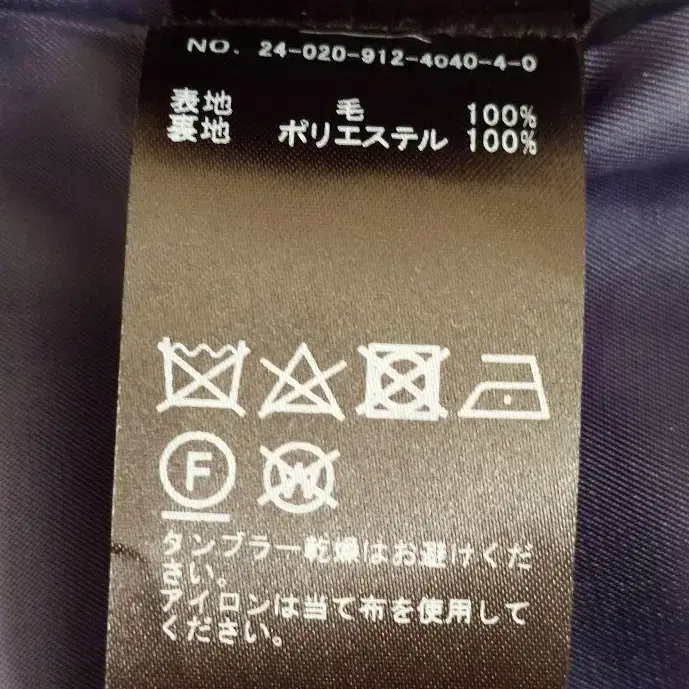 NO. 24-020-912-4040-4-0
表地 毛 100%
裏地 ポリエステル 100%
F
W
タンブラー乾燥はお避けくだ
さい。
アイロンは当て布を使用して
ください。